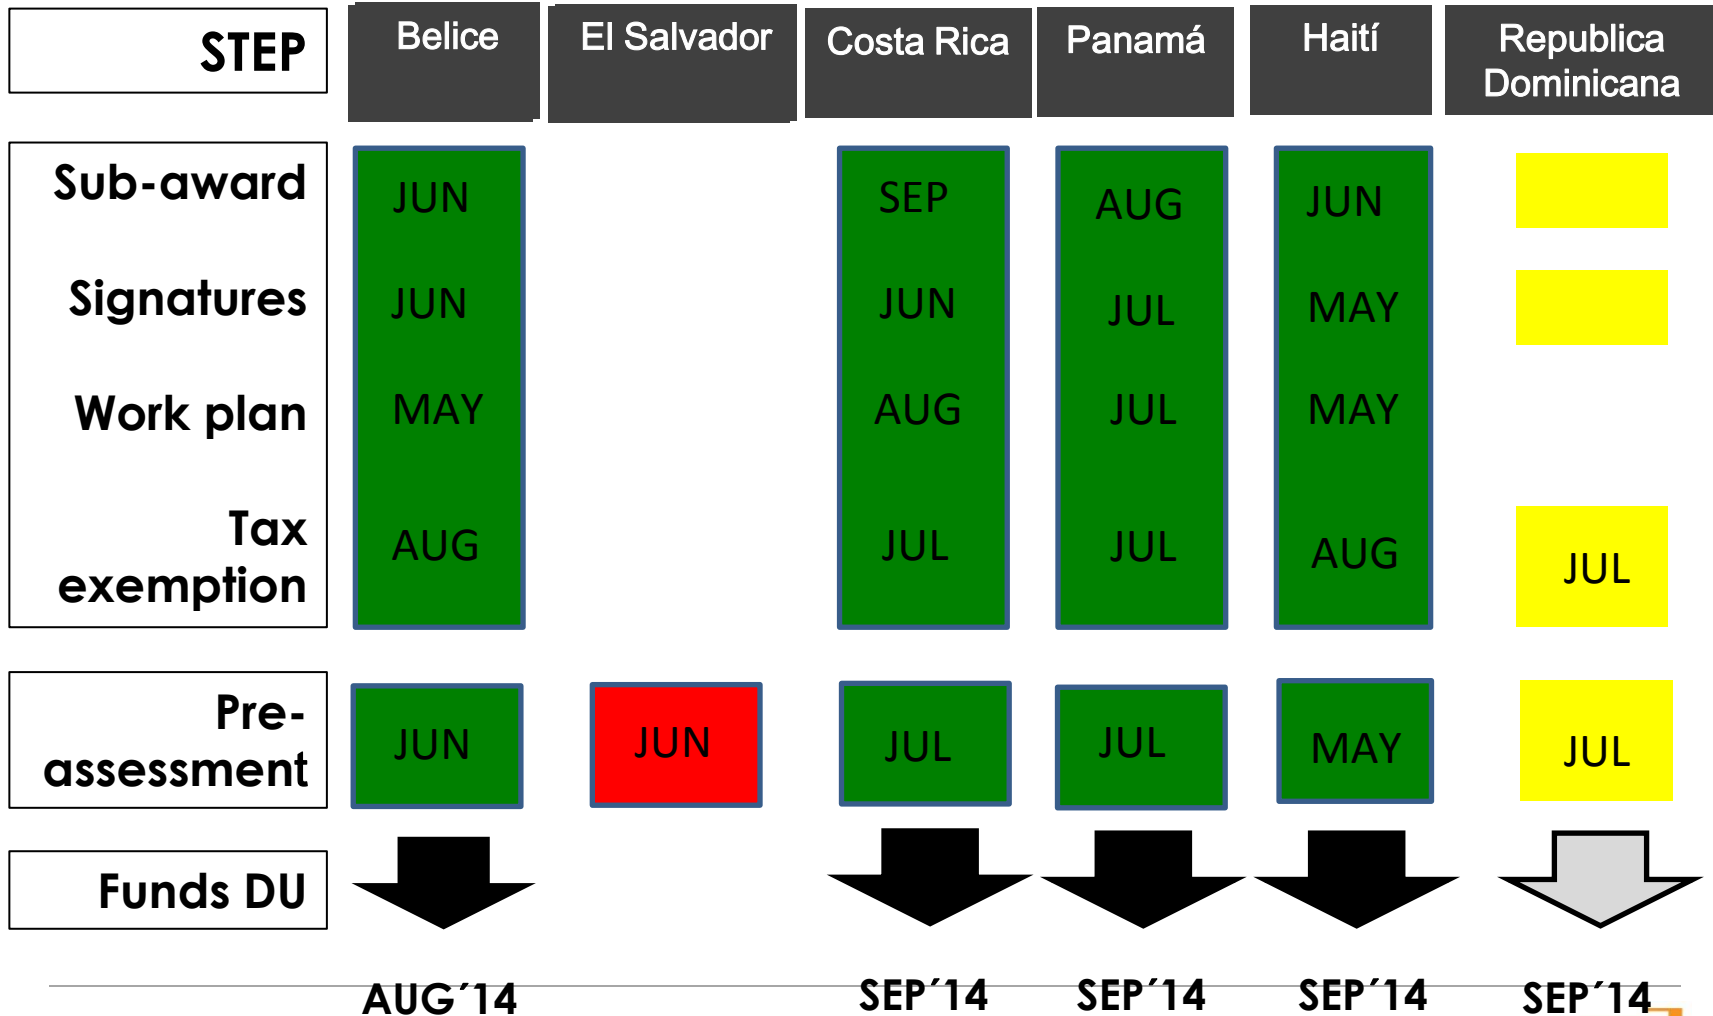 STEP
Belice
El Salvador
Costa Rica
Panamá
Haití
Republica
Dominicana
Sub-award
JUN
SEP
AUG
JUN
Signatures
JUN
JUN
JUL
MAY
Work plan
MAY
AUG
JUL
MAY
Tax
exemption
AUG
JUL
JUL
AUG
JUL
Pre-
assessment
JUN
JUN
JUL
JUL
MAY
JUL
Funds DU
AUG´14
SEP´14
SEP´14
SEP´14
SEP´14